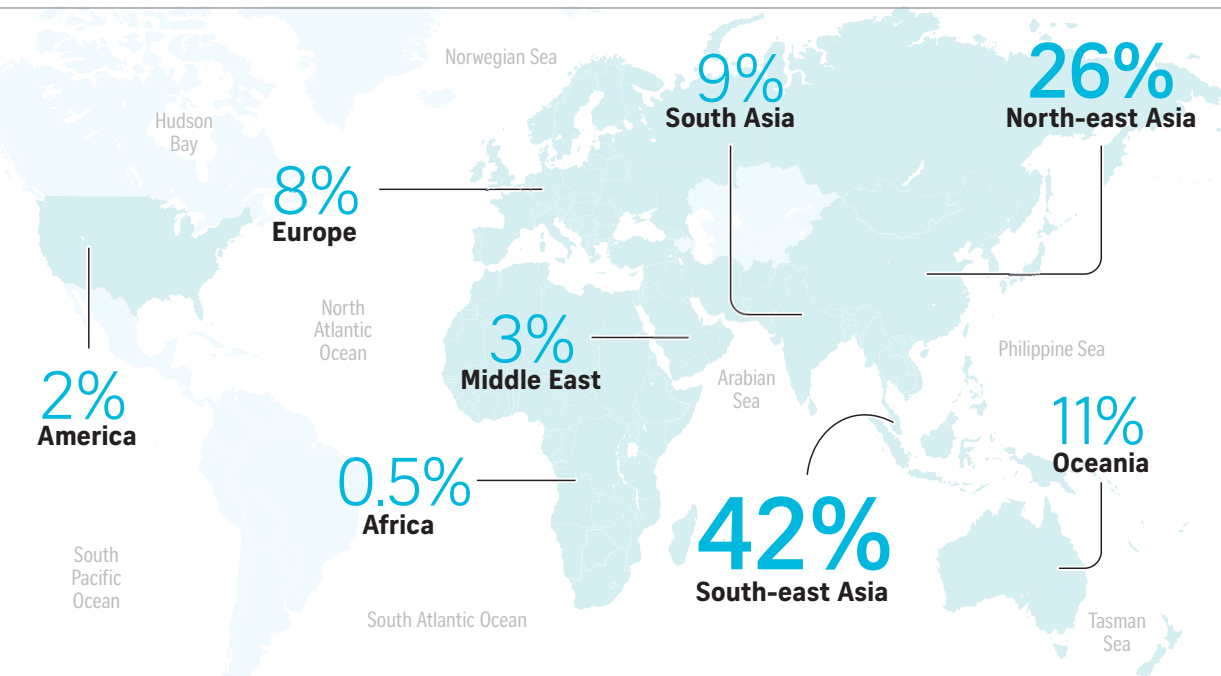 Norwegian Sea
9%
South Asia
26%
North-east Asia
Hudson
Bay
8%
Europe
North
Atlantic
Ocean
3%
Middle East
Arabian
Sea
Philippine Sea
2%
America
11%
Oceania
0.5%
Africa
42%
South-east Asia
South
Pacific
Ocean
South Atlantic Ocean
Tasman
Sea